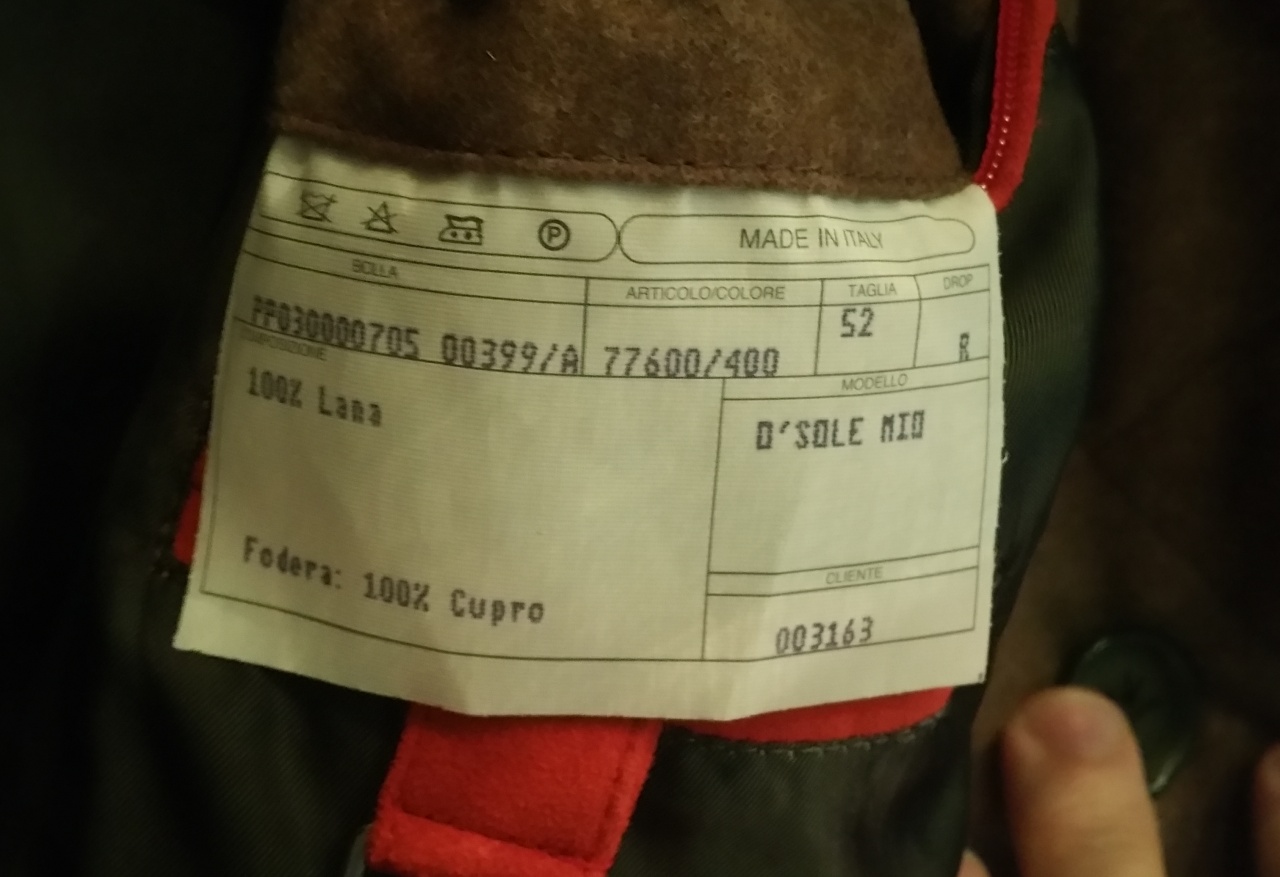 P MADE IN ITALY
BOLLA ARTICOLO/COLORE TAGLIA DROP
PP030000705 00399/A 77600/400 52 R
COMPOSIZIONE MODELLO
100% Lana O'SOLE MIO
Fodera: 100% Cupro
CLIENTE
003163